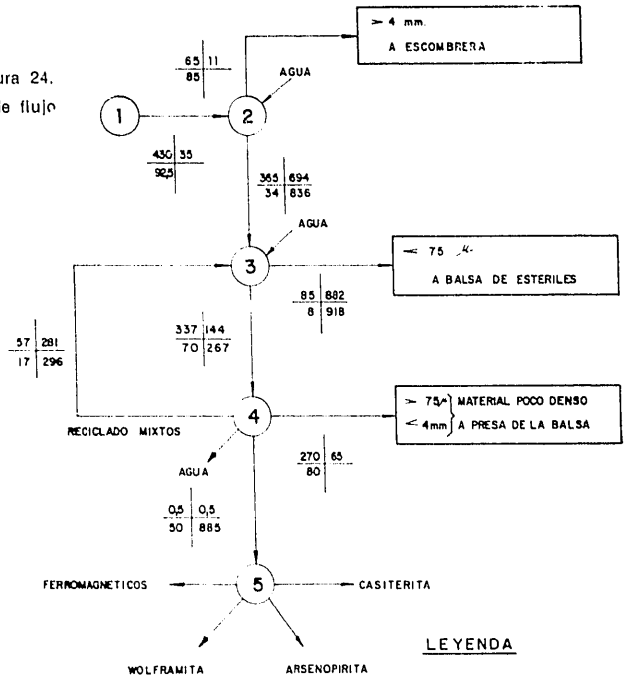 ura 24.
de flujo
> 4 mm.
A ESCOMBRERA
65 11
85
AGUA
1
2
430 35
92,5
365 694
34 836
AGUA
3
< 75 µ
A BALSA DE ESTERILES
85 882
8 918
337 144
70 267
57 281
17 296
4
> 75µ } MATERIAL POCO DENSO
< 4mm } A PRESA DE LA BALSA
RECICLADO MIXTOS
AGUA
270 65
80
0,5 0,5
50 885
FERROMAGNETICOS
5
CASITERITA
WOLFRAMITA
ARSENOPIRITA
LEYENDA